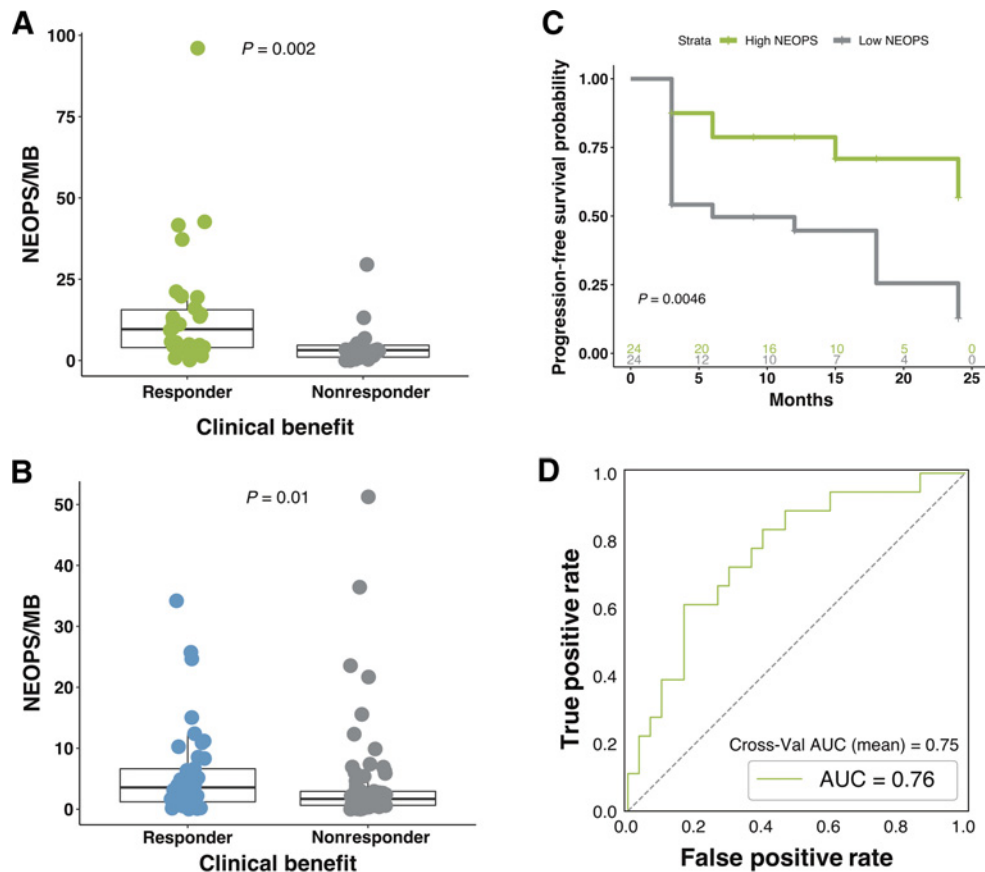 A
P = 0.002
100
75
50
25
0
NEOPS/MB
Responder
Nonresponder
Clinical benefit
B
P = 0.01
50
40
30
20
10
0
NEOPS/MB
Responder
Nonresponder
Clinical benefit
C
Strata High NEOPS Low NEOPS
1.00
0.75
0.50
0.25
0.00
Progression-free survival probability
P = 0.0046
24 20 16 10 5 0
24 12 10 7 4 0
0 5 10 15 20 25
Months
D
1.0
0.8
0.6
0.4
0.2
0.0
True positive rate
Cross-Val AUC (mean) = 0.75
AUC = 0.76
0.0 0.2 0.4 0.6 0.8 1.0
False positive rate